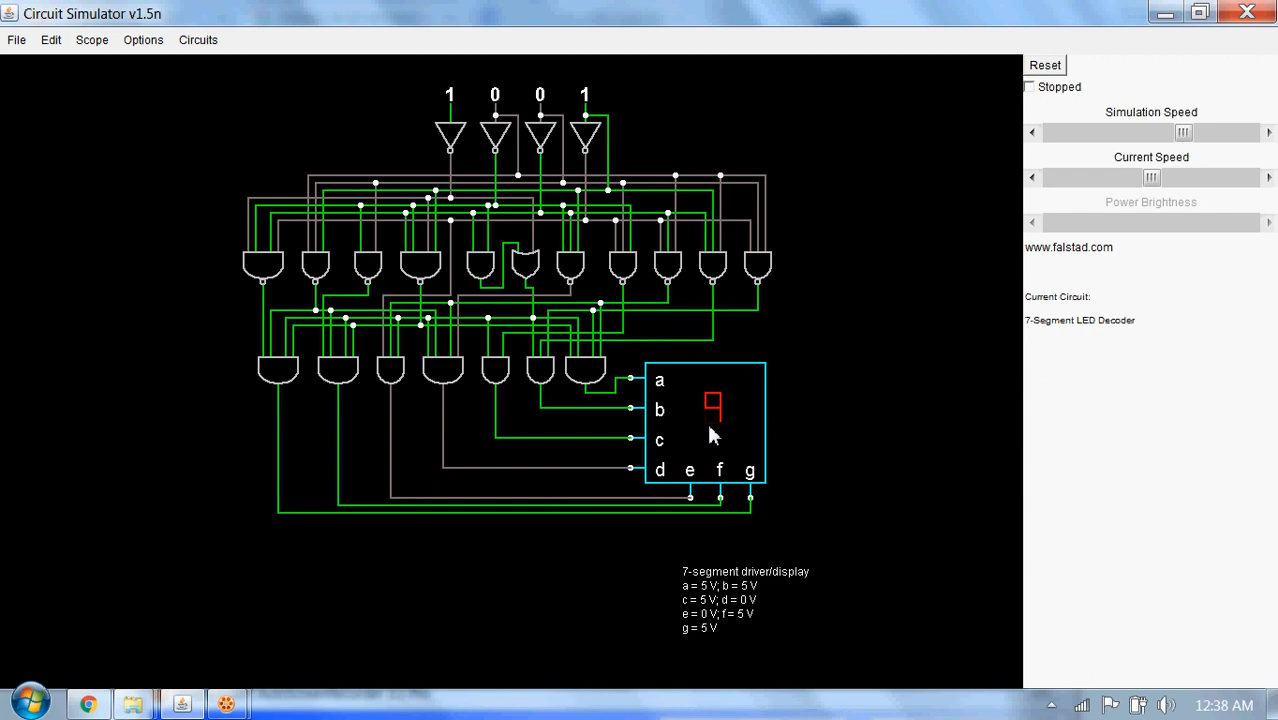 Circuit Simulator v1.5n
File Edit Scope Options Circuits
Reset
Stopped
Simulation Speed
Current Speed
Power Brightness
www.falstad.com
Current Circuit:
7-Segment LED Decoder
1 0 0 1
a
b
c
d e f g
7-segment driver/display
a = 5 V; b = 5 V
c = 5 V; d = 0 V
e = 0 V; f = 5 V
g = 5 V
12:38 AM